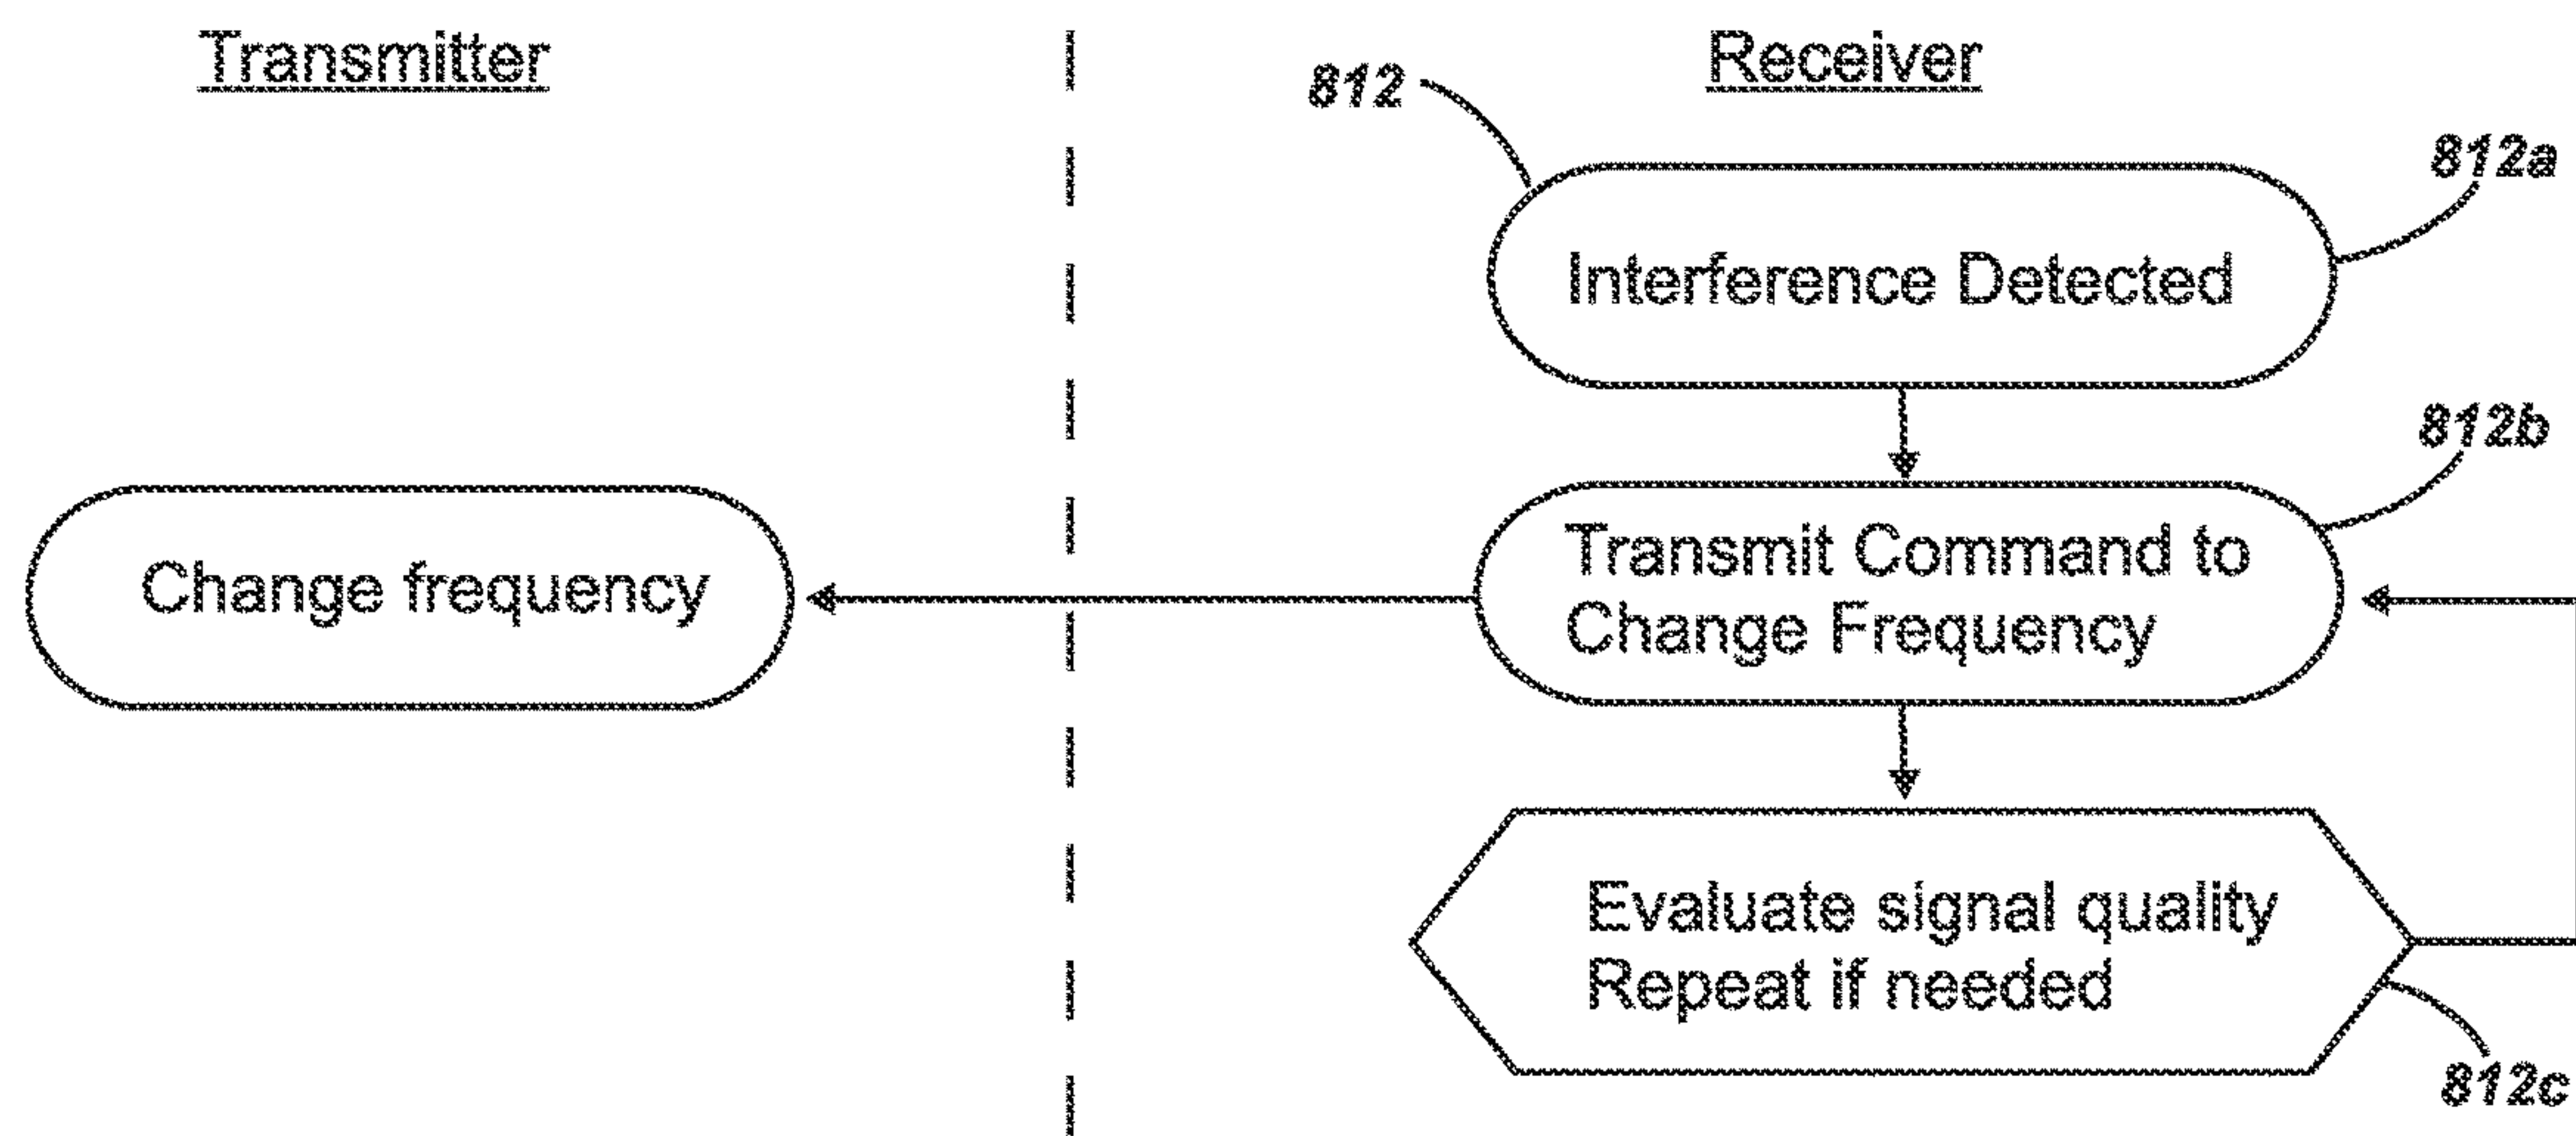 Transmitter
Receiver
812
812a
Interference Detected
812b
Change frequency
Transmit Command to
Change Frequency
Evaluate signal quality
Repeat if needed
812c